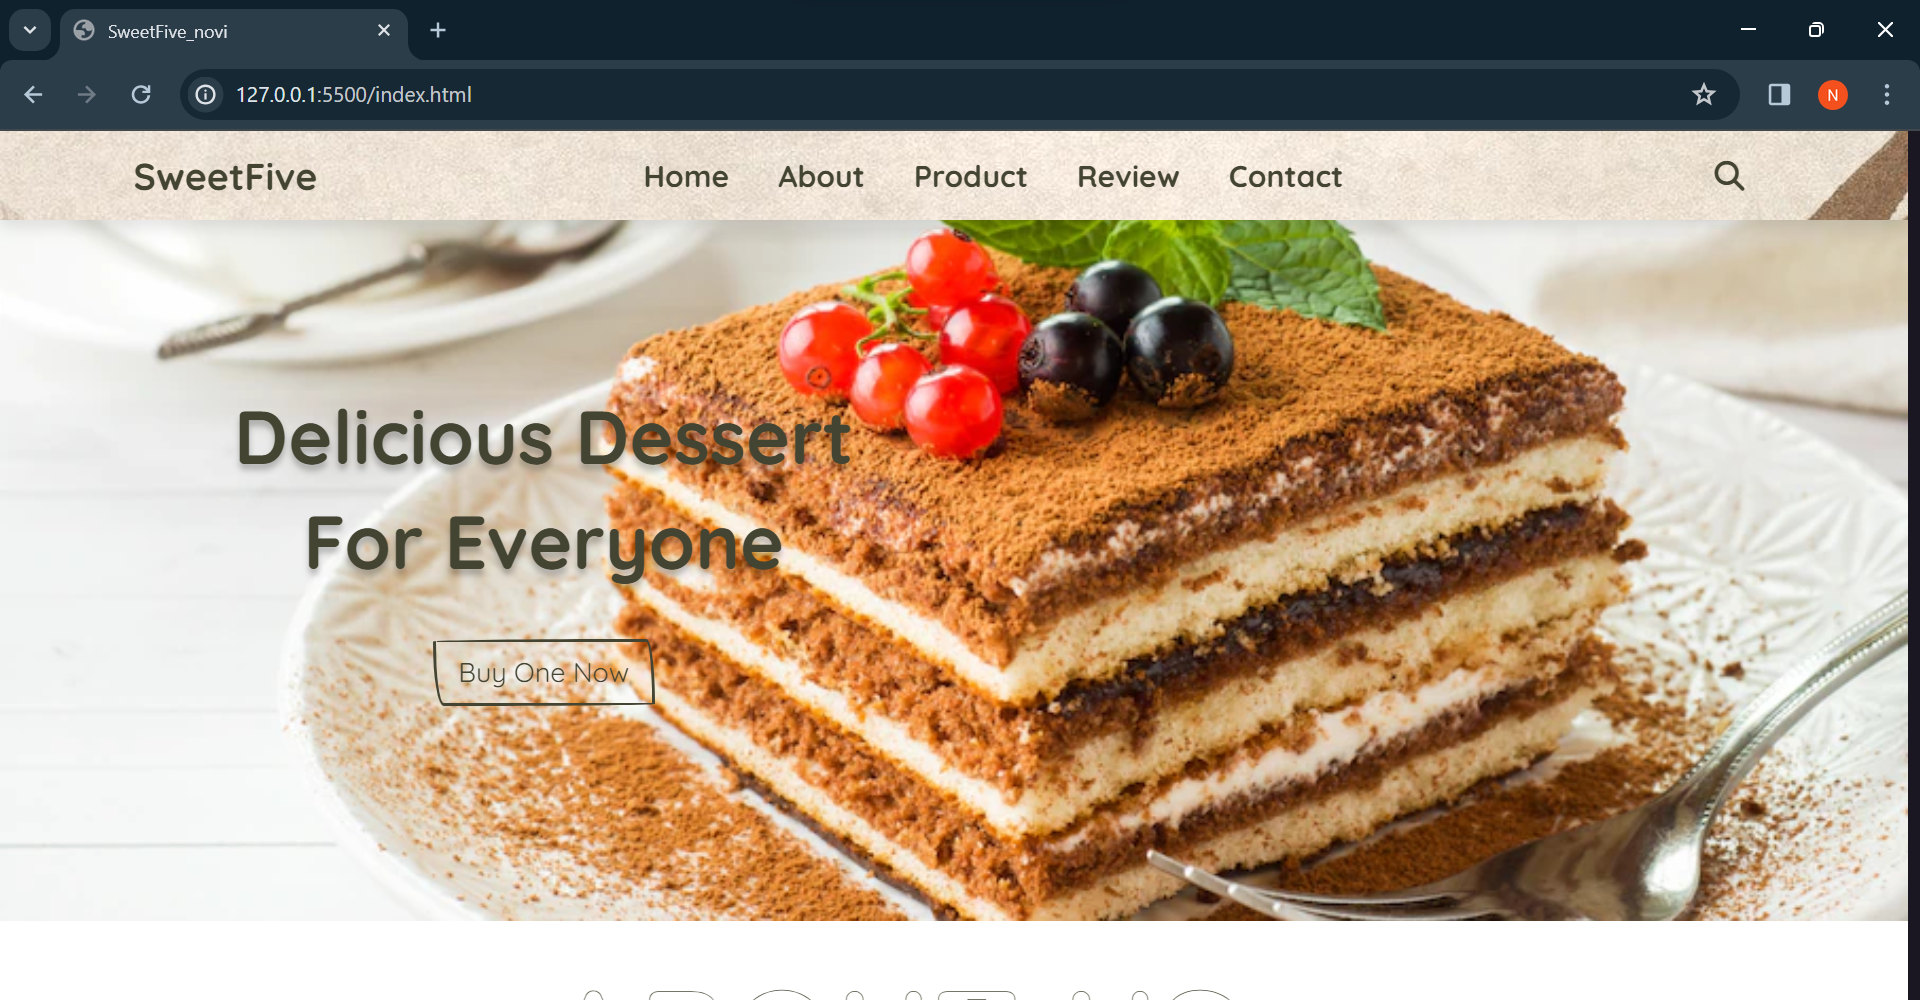 SweetFive_novi
127.0.0.1:5500/index.html
N
SweetFive
Home
About
Product
Review
Contact
Delicious Dessert
For Everyone
Buy One Now